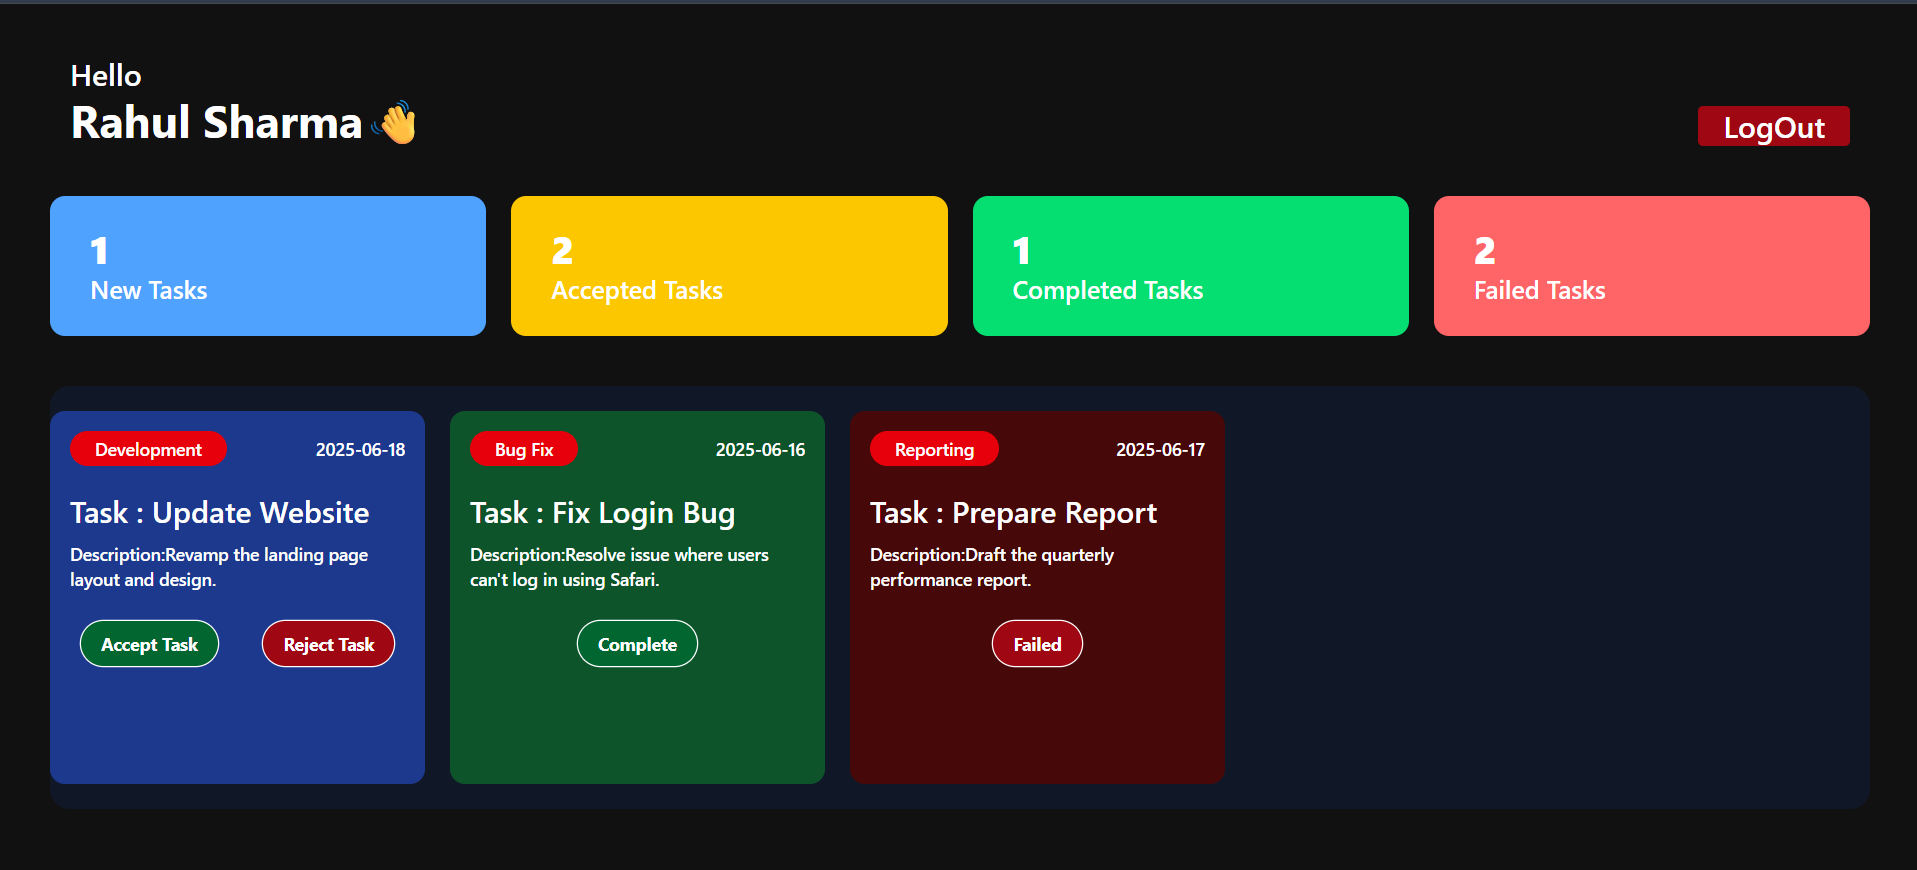 Hello
Rahul Sharma 👋
LogOut
1
New Tasks
2
Accepted Tasks
1
Completed Tasks
2
Failed Tasks
Development
2025-06-18
Task : Update Website
Description:Revamp the landing page
layout and design.
Accept Task
Reject Task
Bug Fix
2025-06-16
Task : Fix Login Bug
Description:Resolve issue where users
can't log in using Safari.
Complete
Reporting
2025-06-17
Task : Prepare Report
Description:Draft the quarterly
performance report.
Failed